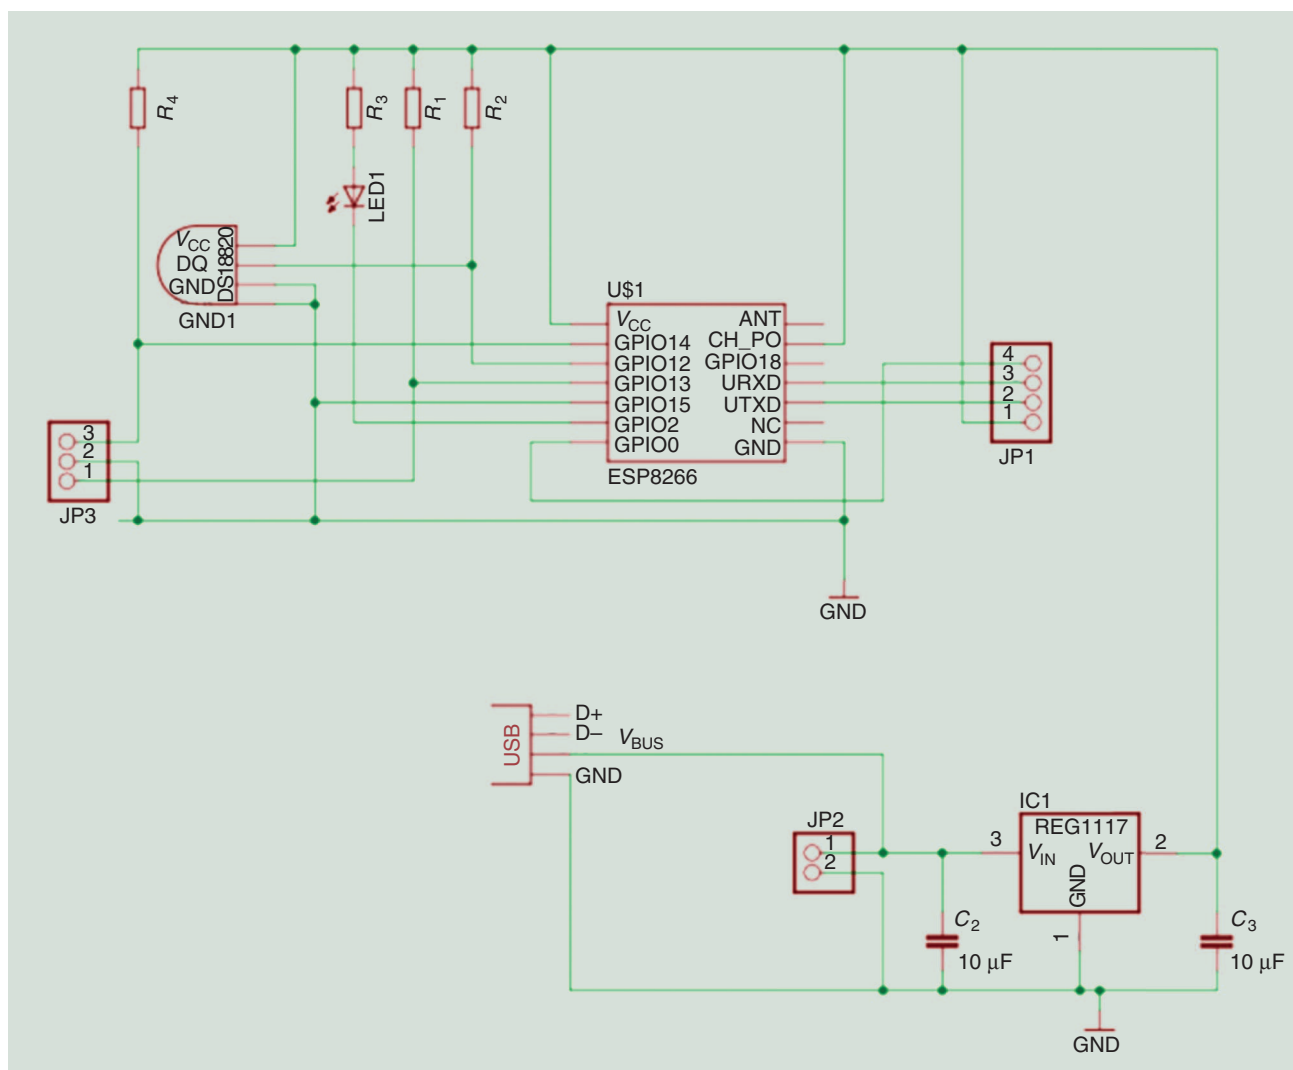 R4
R3
R1
R2
LED1
VCC
DQ
GND
DS18820
GND1
U$1
VCC
GPIO14
GPIO12
GPIO13
GPIO15
GPIO2
GPIO0
ANT
CH_PO
GPIO18
URXD
UTXD
NC
GND
ESP8266
4
3
2
1
JP1
3
2
1
JP3
GND
USB
D+
D–
VBUS
GND
JP2
1
2
IC1
REG1117
3
VIN
VOUT
2
GND
1
C2
10 µF
C3
10 µF
GND